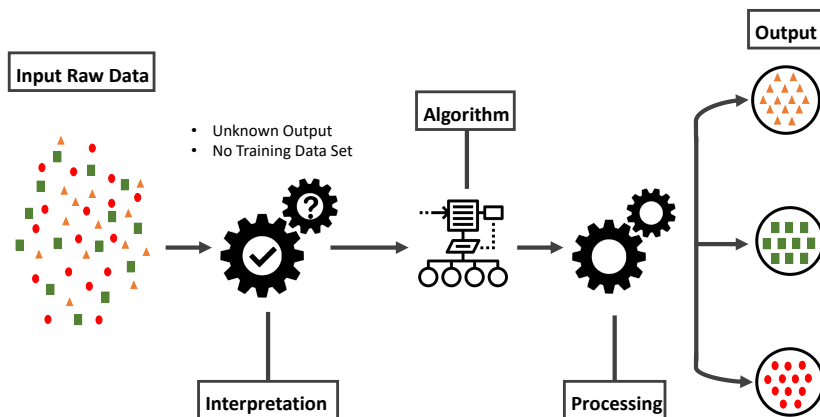 Output
Input Raw Data
Algorithm
• Unknown Output
• No Training Data Set
?
Interpretation
Processing